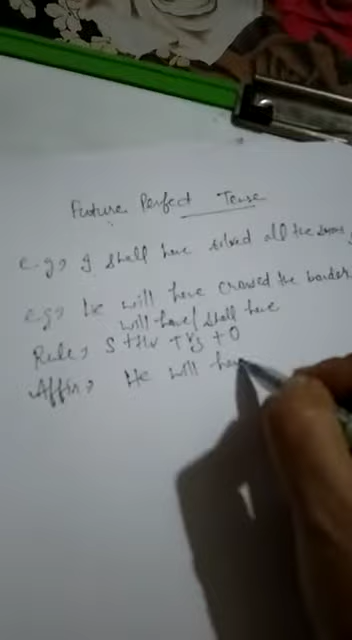 Future Perfect Tense
e.g, I shall have solved all the sums,
e.g, He will have crossed the border.
will have/ shall have
Rule, S + Hv + V3 + O
Affir, He will hav